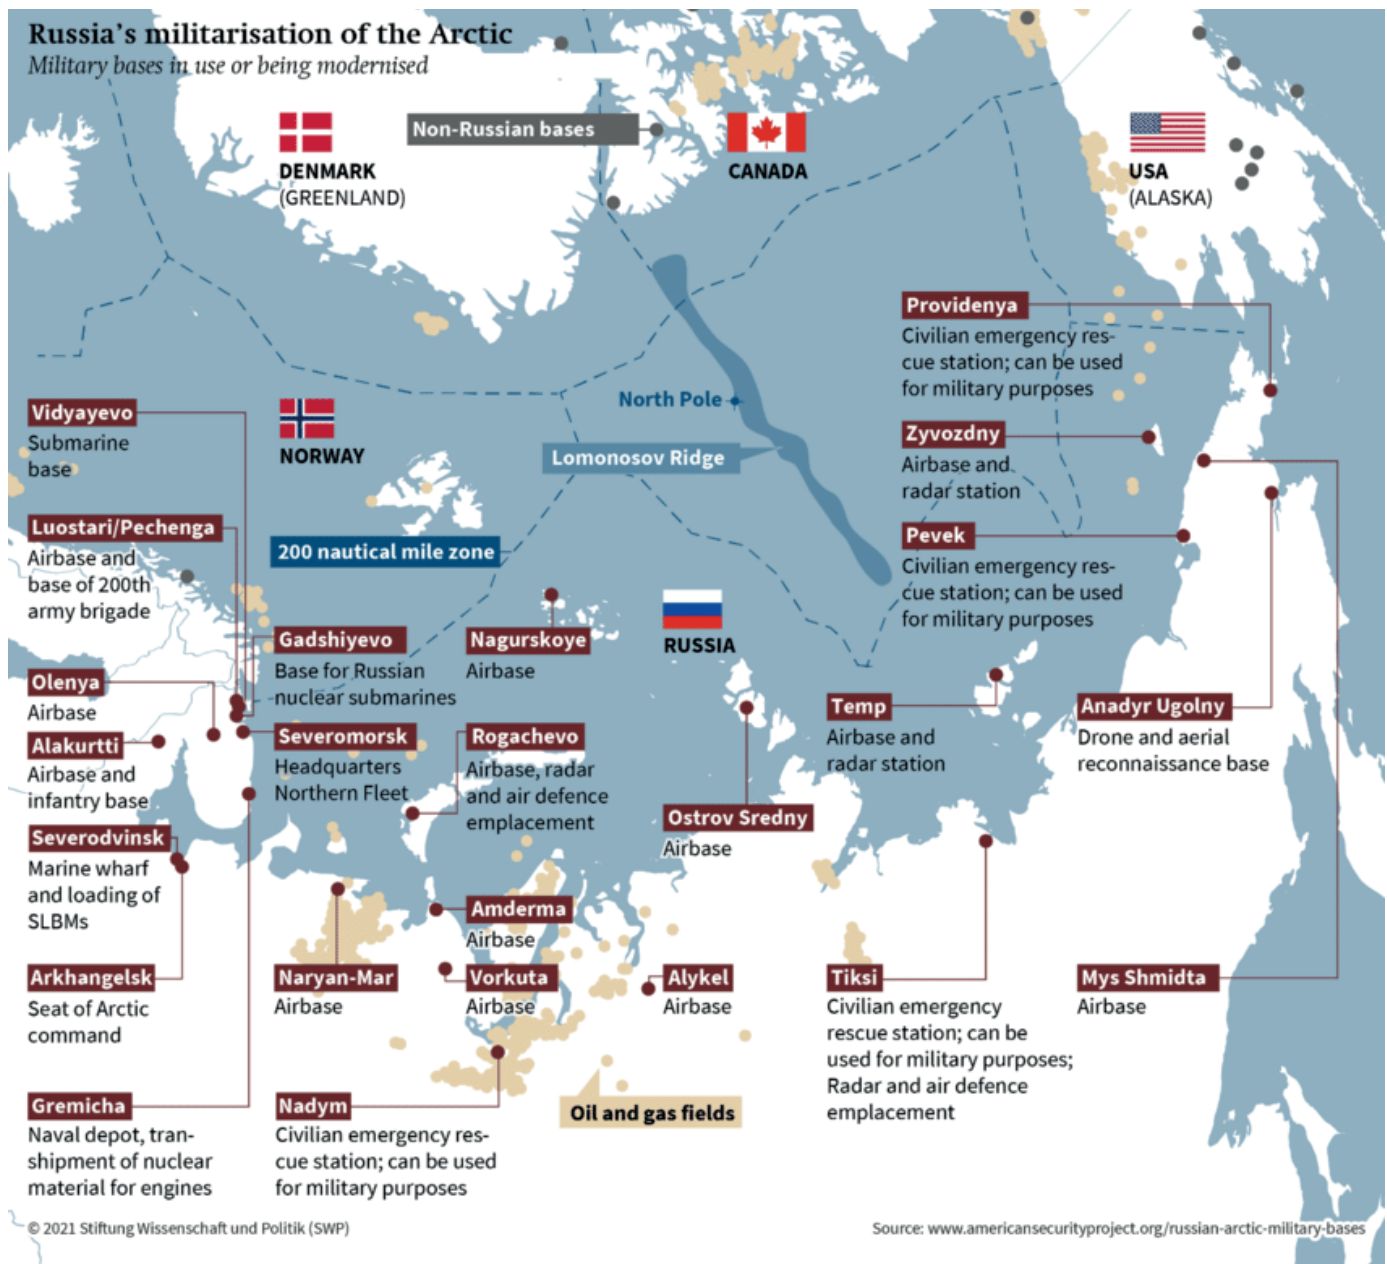 Russia's militarisation of the Arctic
Military bases in use or being modernised
DENMARK
(GREENLAND)
Non-Russian bases
CANADA
USA
(ALASKA)
Providenya
Civilian emergency res-
cue station; can be used
for military purposes
North Pole
Vidyayevo
Submarine
base
NORWAY
Lomonosov Ridge
Zyvozdny
Airbase and
radar station
Luostari/Pechenga
Airbase and
base of 200th
army brigade
200 nautical mile zone
Pevek
Civilian emergency res-
cue station; can be used
for military purposes
RUSSIA
Gadshiyevo
Base for Russian
nuclear submarines
Nagurskoye
Airbase
Olenya
Airbase
Alakurtti
Airbase and
infantry base
Severomorsk
Headquarters
Northern Fleet
Rogachevo
Airbase, radar
and air defence
emplacement
Temp
Airbase and
radar station
Anadyr Ugolny
Drone and aerial
reconnaissance base
Ostrov Sredny
Airbase
Severodvinsk
Marine wharf
and loading of
SLBMs
Amderma
Airbase
Arkhangelsk
Seat of Arctic
command
Naryan-Mar
Airbase
Vorkuta
Airbase
Alykel
Airbase
Tiksi
Civilian emergency
rescue station; can be
used for military purposes;
Radar and air defence
emplacement
Mys Shmidta
Airbase
Gremicha
Naval depot, tran-
shipment of nuclear
material for engines
Nadym
Civilian emergency res-
cue station; can be used
for military purposes
Oil and gas fields
© 2021 Stiftung Wissenschaft und Politik (SWP)
Source: www.americansecurityproject.org/russian-arctic-military-bases